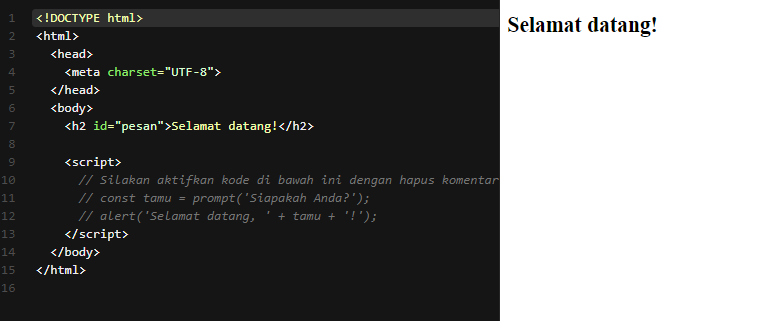 1 <!DOCTYPE html>
2 <html>
3   <head>
4     <meta charset="UTF-8">
5   </head>
6   <body>
7     <h2 id="pesan">Selamat datang!</h2>
8
9     <script>
10       // Silakan aktifkan kode di bawah ini dengan hapus komentar
11       // const tamu = prompt('Siapakah Anda?');
12       // alert('Selamat datang, ' + tamu + '!');
13     </script>
14   </body>
15 </html>
16
Selamat datang!